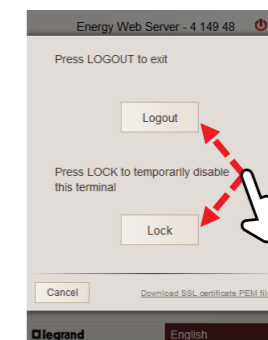 Energy Web Server - 4 149 48
Press LOGOUT to exit
Logout
Press LOCK to temporarily disable
this terminal
Lock
Cancel
Download SSL certificate PEM file
legrand
English